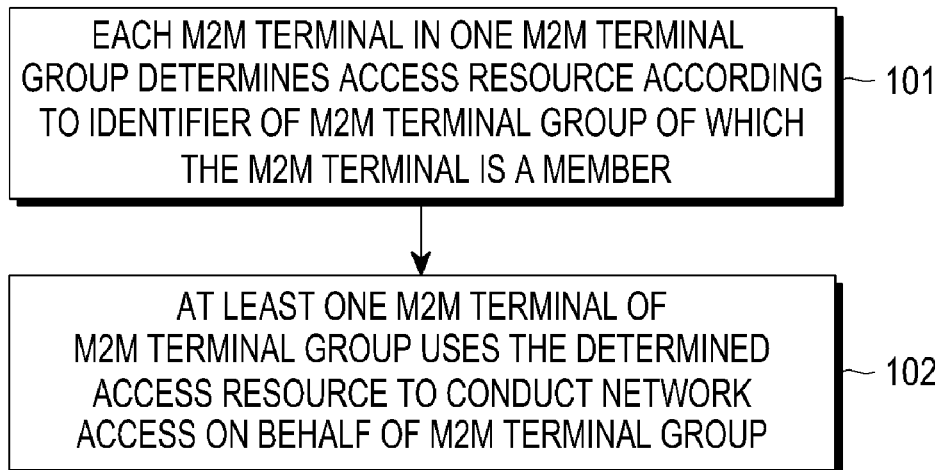 EACH M2M TERMINAL IN ONE M2M TERMINAL
GROUP DETERMINES ACCESS RESOURCE ACCORDING
TO IDENTIFIER OF M2M TERMINAL GROUP OF WHICH
THE M2M TERMINAL IS A MEMBER
101
AT LEAST ONE M2M TERMINAL OF
M2M TERMINAL GROUP USES THE DETERMINED
ACCESS RESOURCE TO CONDUCT NETWORK
ACCESS ON BEHALF OF M2M TERMINAL GROUP
102